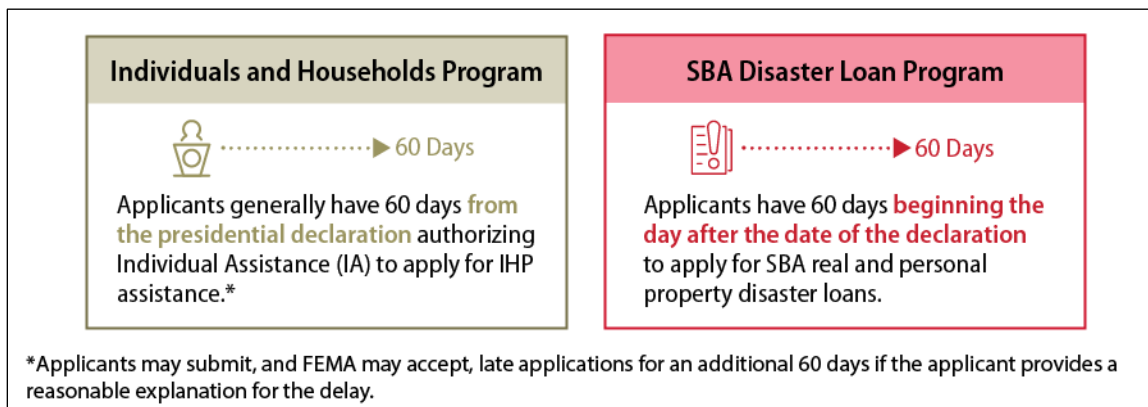 Individuals and Households Program
60 Days
Applicants generally have 60 days from
the presidential declaration authorizing
Individual Assistance (IA) to apply for IHP
assistance.*
SBA Disaster Loan Program
60 Days
Applicants have 60 days beginning the
day after the date of the declaration
to apply for SBA real and personal
property disaster loans.
*Applicants may submit, and FEMA may accept, late applications for an additional 60 days if the applicant provides a
reasonable explanation for the delay.